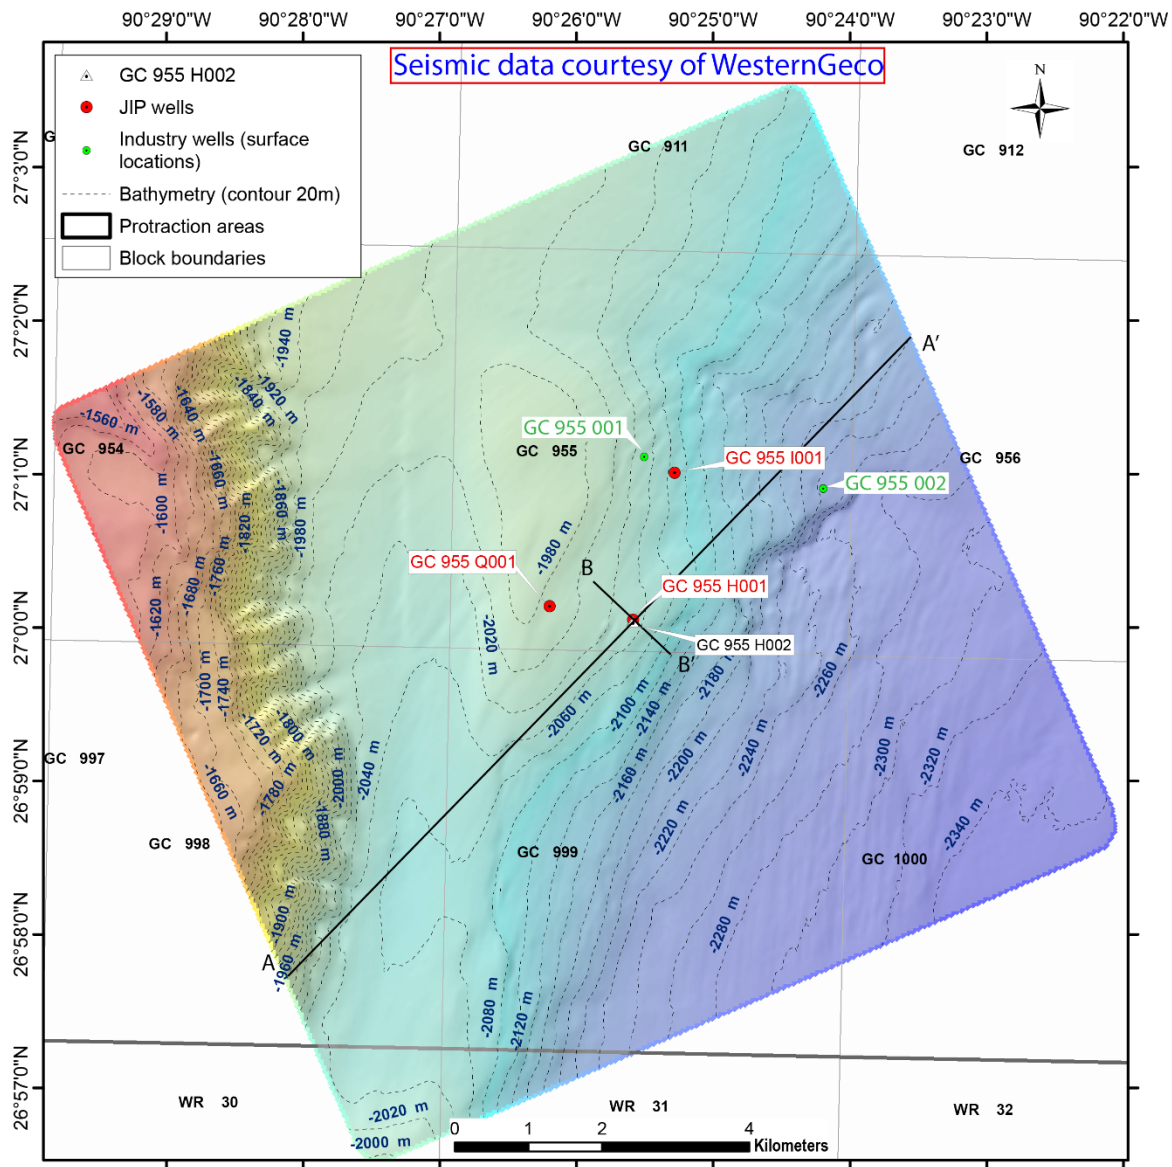 90°29'0"W 90°28'0"W 90°27'0"W 90°26'0"W 90°25'0"W 90°24'0"W 90°23'0"W 90°22'0"W
Seismic data courtesy of WesternGeco
GC 955 H002
JIP wells
Industry wells (surface
locations)
Bathymetry (contour 20m)
Protraction areas
Block boundaries
N
G
GC 911
GC 912
27°3'0"N
27°2'0"N
27°1'0"N
27°0'0"N
26°59'0"N
26°58'0"N
26°57'0"N
-1940 m
-1920 m
-1840 m
-1640 m
-1580 m
-1560 m
A'
GC 954
GC 955 001
GC 955
GC 955 I001
GC 956
GC 955 002
-1660 m
-1600 m
-1820 m
-1860 m
-1980 m
-1760 m
-1680 m
-1620 m
-1980 m
GC 955 Q001
B
GC 955 H001
GC 955 H002
B'
-2020 m
-1700 m
-1740 m
-1720 m
-1800 m
-1780 m
-1660 m
-2000 m
-2040 m
-1880 m
-2060 m
-2100 m
-2140 m
-2180 m
-2160 m
-2200 m
-2240 m
-2260 m
-2300 m
-2320 m
-2220 m
-2340 m
GC 997
GC 998
GC 999
GC 1000
-1900 m
-1960 m
A
-2280 m
-2080 m
-2120 m
WR 30
WR 31
WR 32
-2020 m
-2000 m
0 1 2 4
Kilometers